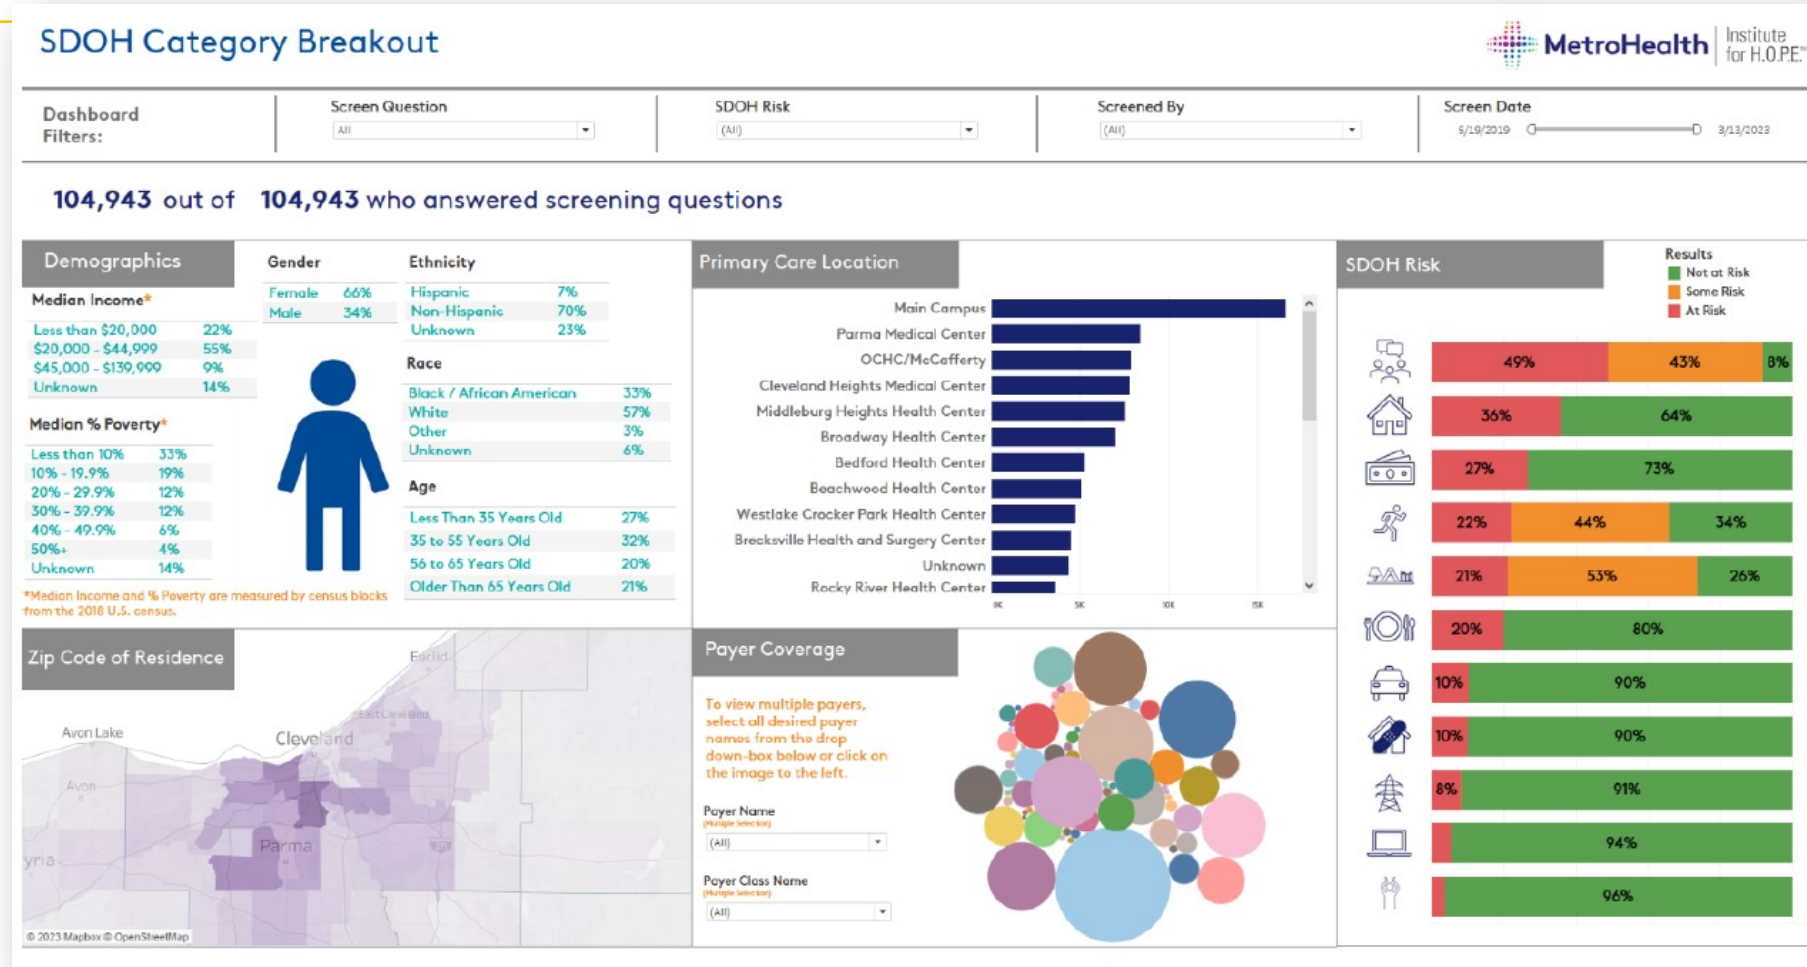 SDOH Category Breakout
MetroHealth
Institute
for H.O.P.E.™
Dashboard
Filters:
Screen Question
All
SDOH Risk
(All)
Screened By
(All)
Screen Date
5/19/2019
3/13/2023
104,943 out of 104,943 who answered screening questions
Demographics
Median Income*
Less than $20,000 22%
$20,000 - $44,999 55%
$45,000 - $139,999 9%
Unknown 14%
Median % Poverty*
Less than 10% 33%
10% - 19.9% 19%
20% - 29.9% 12%
30% - 39.9% 12%
40% - 49.9% 6%
50%+ 4%
Unknown 14%
*Median Income and % Poverty are measured by census blocks
from the 2018 U.S. census.
Gender
Female 66%
Male 34%
Ethnicity
Hispanic 7%
Non-Hispanic 70%
Unknown 23%
Race
Black / African American 33%
White 57%
Other 3%
Unknown 6%
Age
Less Than 35 Years Old 27%
35 to 55 Years Old 32%
56 to 65 Years Old 20%
Older Than 65 Years Old 21%
Primary Care Location
Main Campus
Parma Medical Center
OCHC/McCafferty
Cleveland Heights Medical Center
Middleburg Heights Health Center
Broadway Health Center
Bedford Health Center
Beachwood Health Center
Westlake Crocker Park Health Center
Brecksville Health and Surgery Center
Unknown
Rocky River Health Center
0K 5K 10K 15K
SDOH Risk
Results
Not at Risk
Some Risk
At Risk
49% 43% 8%
36% 64%
27% 73%
22% 44% 34%
21% 53% 26%
20% 80%
10% 90%
10% 90%
8% 91%
94%
96%
Zip Code of Residence
Euclid
East Cleveland
Avon Lake
Cleveland
Avon
Parma
yria
© 2023 Mapbox © OpenStreetMap
Payer Coverage
To view multiple payers,
select all desired payer
names from the drop
down-box below or click on
the image to the left.
Payer Name
(Multiple Selection)
(All)
Payer Class Name
(Multiple Selection)
(All)